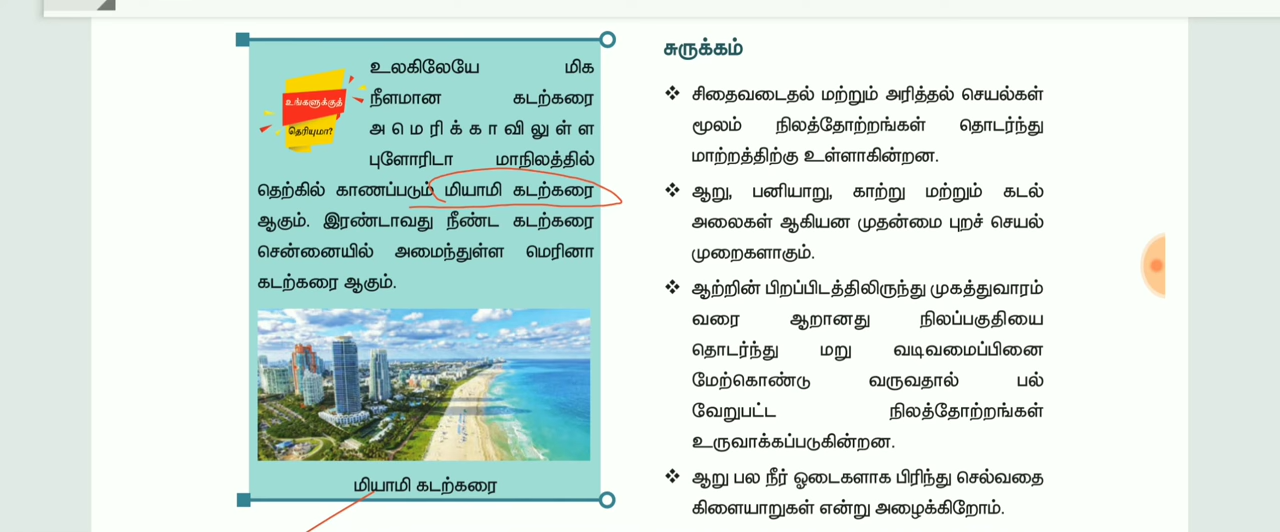 உங்களுக்குத்
தெரியுமா?
உலகிலேயே மிக
நீளமான கடற்கரை
அமெரிக்காவிலுள்ள
புளோரிடா மாநிலத்தில்
தெற்கில் காணப்படும் மியாமி கடற்கரை
ஆகும். இரண்டாவது நீண்ட கடற்கரை
சென்னையில் அமைந்துள்ள மெரினா
கடற்கரை ஆகும்.
மியாமி கடற்கரை
சுருக்கம்
❖ சிதைவடைதல் மற்றும் அரித்தல் செயல்கள்
மூலம் நிலத்தோற்றங்கள் தொடர்ந்து
மாற்றத்திற்கு உள்ளாகின்றன.
❖ ஆறு, பனியாறு, காற்று மற்றும் கடல்
அலைகள் ஆகியன முதன்மை புறச் செயல்
முறைகளாகும்.
❖ ஆற்றின் பிறப்பிடத்திலிருந்து முகத்துவாரம்
வரை ஆறானது நிலப்பகுதியை
தொடர்ந்து மறு வடிவமைப்பினை
மேற்கொண்டு வருவதால் பல்
வேறுபட்ட நிலத்தோற்றங்கள்
உருவாக்கப்படுகின்றன.
❖ ஆறு பல நீர் ஓடைகளாக பிரிந்து செல்வதை
கிளையாறுகள் என்று அழைக்கிறோம்.